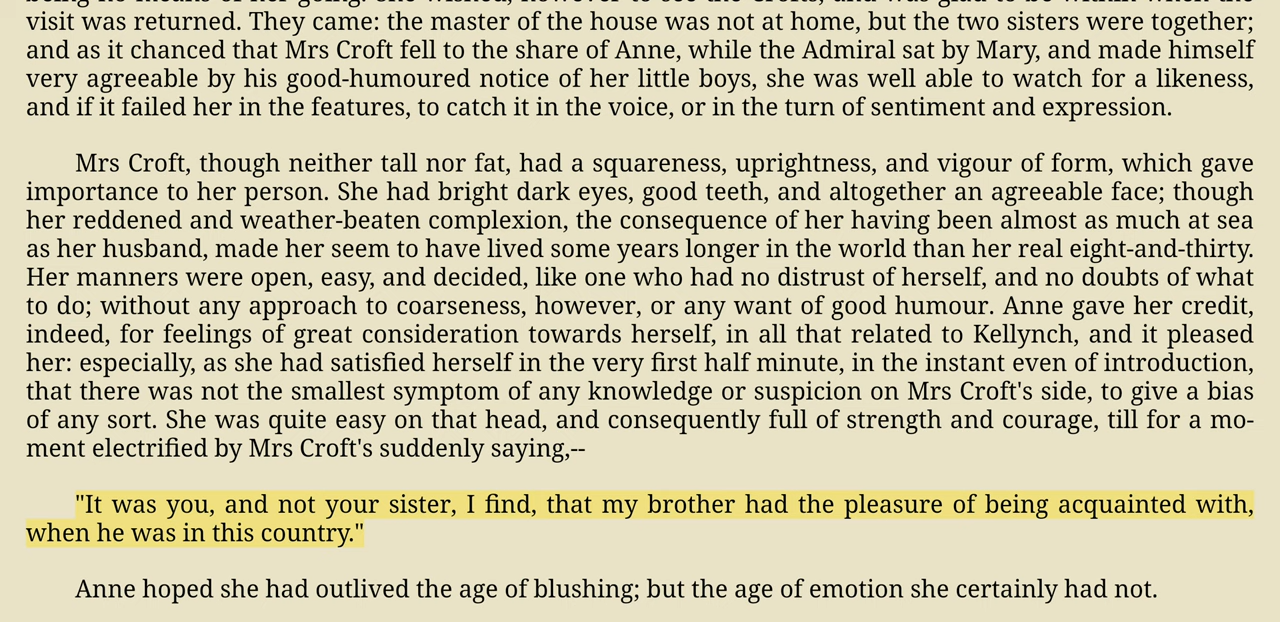 visit was returned. They came: the master of the house was not at home, but the two sisters were together;
and as it chanced that Mrs Croft fell to the share of Anne, while the Admiral sat by Mary, and made himself
very agreeable by his good-humoured notice of her little boys, she was well able to watch for a likeness,
and if it failed her in the features, to catch it in the voice, or in the turn of sentiment and expression.
Mrs Croft, though neither tall nor fat, had a squareness, uprightness, and vigour of form, which gave
importance to her person. She had bright dark eyes, good teeth, and altogether an agreeable face; though
her reddened and weather-beaten complexion, the consequence of her having been almost as much at sea
as her husband, made her seem to have lived some years longer in the world than her real eight-and-thirty.
Her manners were open, easy, and decided, like one who had no distrust of herself, and no doubts of what
to do; without any approach to coarseness, however, or any want of good humour. Anne gave her credit,
indeed, for feelings of great consideration towards herself, in all that related to Kellynch, and it pleased
her: especially, as she had satisfied herself in the very first half minute, in the instant even of introduction,
that there was not the smallest symptom of any knowledge or suspicion on Mrs Croft's side, to give a bias
of any sort. She was quite easy on that head, and consequently full of strength and courage, till for a mo-
ment electrified by Mrs Croft's suddenly saying,--
"It was you, and not your sister, I find, that my brother had the pleasure of being acquainted with,
when he was in this country."
Anne hoped she had outlived the age of blushing; but the age of emotion she certainly had not.